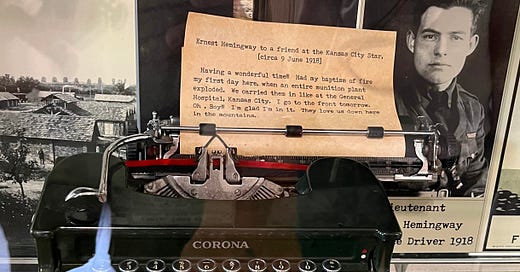 Ernest Hemingway to a friend at the Kansas City Star,
[circa 9 June 1918]
Having a wonderful time!! Had my baptime of fire
my first day here, when an entire munition plant
exploded. We carried them in like at the General
Hospital, Kansas City. I go to the front tomorrow.
Oh, Boy!! I'm glad I'm in it. They love us down here
in the mountains.
ieutenant
Hemingway
e Driver 1918
CORONA